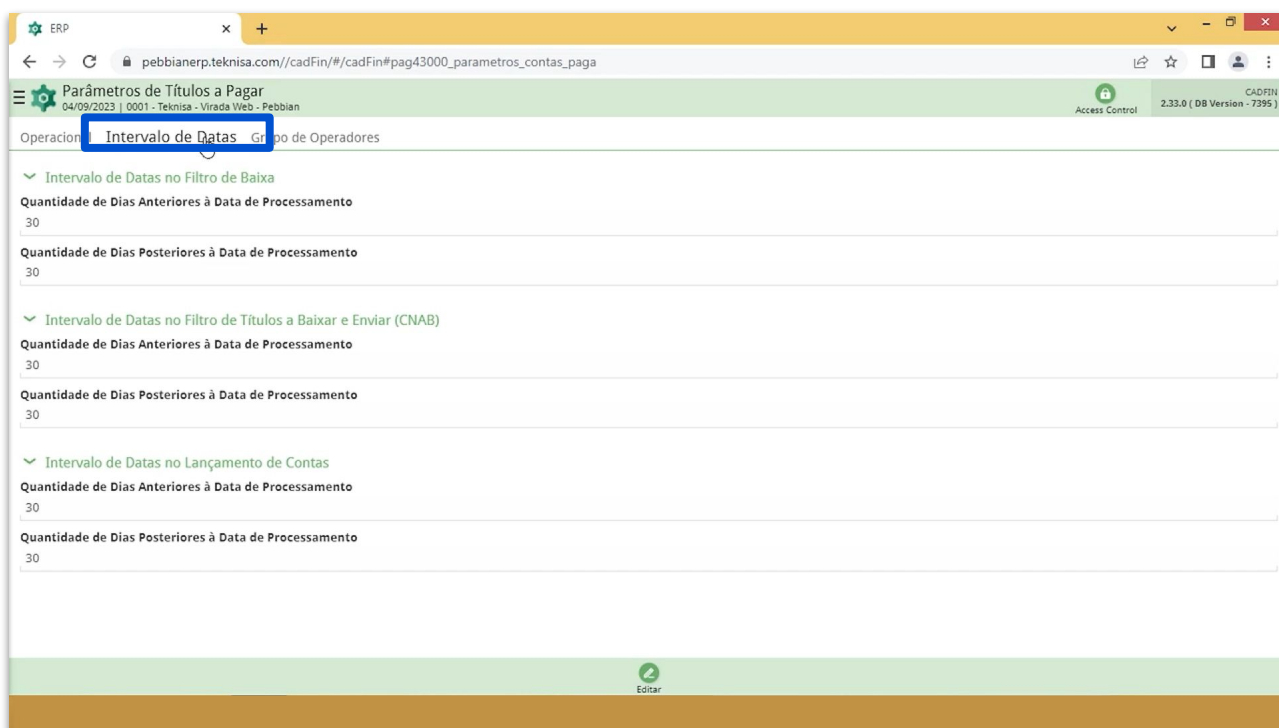 ERP
pebbianerp.teknisa.com//cadFin/#/cadFin#pag43000_parametros_contas_paga
Parâmetros de Títulos a Pagar
04/09/2023 | 0001 - Teknisa - Virada Web - Pebbian
Access Control
CADFIN
2.33.0 ( DB Version - 7395 )
Intervalo de Datas de Operadores
Intervalo de Datas no Filtro de Baixa
Quantidade de Dias Anteriores à Data de Processamento
30
Quantidade de Dias Posteriores à Data de Processamento
30
Intervalo de Datas no Filtro de Títulos a Baixar e Enviar (CNAB)
Quantidade de Dias Anteriores à Data de Processamento
30
Quantidade de Dias Posteriores à Data de Processamento
30
Intervalo de Datas no Lançamento de Contas
Quantidade de Dias Anteriores à Data de Processamento
30
Quantidade de Dias Posteriores à Data de Processamento
30
Editar